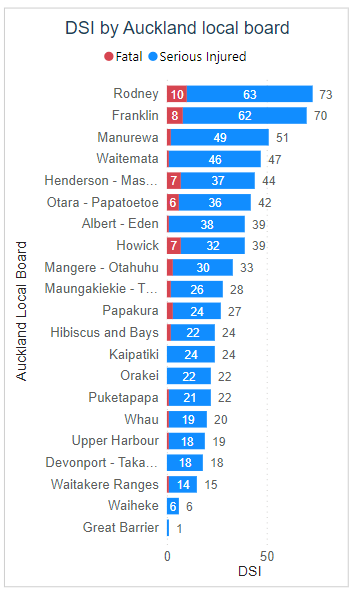 DSI by Auckland local board
Fatal Serious Injured
Rodney 10 63 73
Franklin 8 62 70
Manurewa 49 51
Waitemata 46 47
Henderson - Mas... 7 37 44
Otara - Papatoetoe 6 36 42
Albert - Eden 38 39
Howick 7 32 39
Mangere - Otahuhu 30 33
Maungakiekie - T... 26 28
Papakura 24 27
Hibiscus and Bays 22 24
Kaipatiki 24 24
Orakei 22 22
Puketapapa 21 22
Whau 19 20
Upper Harbour 18 19
Devonport - Taka... 18 18
Waitakere Ranges 14 15
Waiheke 6 6
Great Barrier 1
0 50
DSI
Auckland Local Board